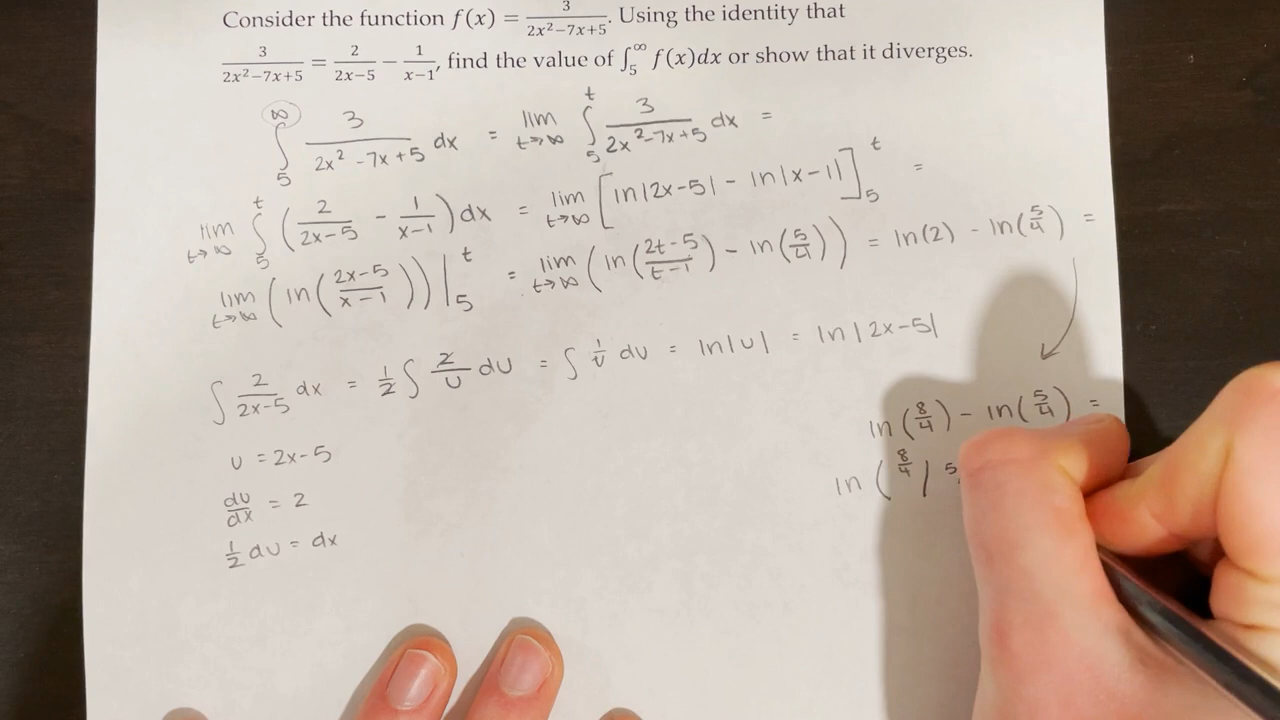 Consider the function f(x) = 3/(2x²−7x+5). Using the identity that
3/(2x²−7x+5) = 2/(2x−5) − 1/(x−1), find the value of ∫₅^∞ f(x)dx or show that it diverges.
∫₅^∞ 3/(2x² −7x +5) dx = lim t→∞ ∫₅^t 3/(2x²−7x+5) dx =
lim t→∞ ∫₅^t (2/(2x−5) − 1/(x−1)) dx = lim t→∞ [ln|2x−5| − ln|x−1|]₅^t =
lim t→∞ (ln((2x−5)/(x−1)))|₅^t = lim t→∞ (ln((2t−5)/(t−1)) − ln(5/4)) = ln(2) − ln(5/4) =
∫ 2/(2x−5) dx = 1/2 ∫ 2/u du = ∫ 1/u du = ln|u| = ln|2x−5|
ln(8/4) − ln(5/4) =
u = 2x−5
ln(8/4 / 5
du/dx = 2
1/2 du = dx